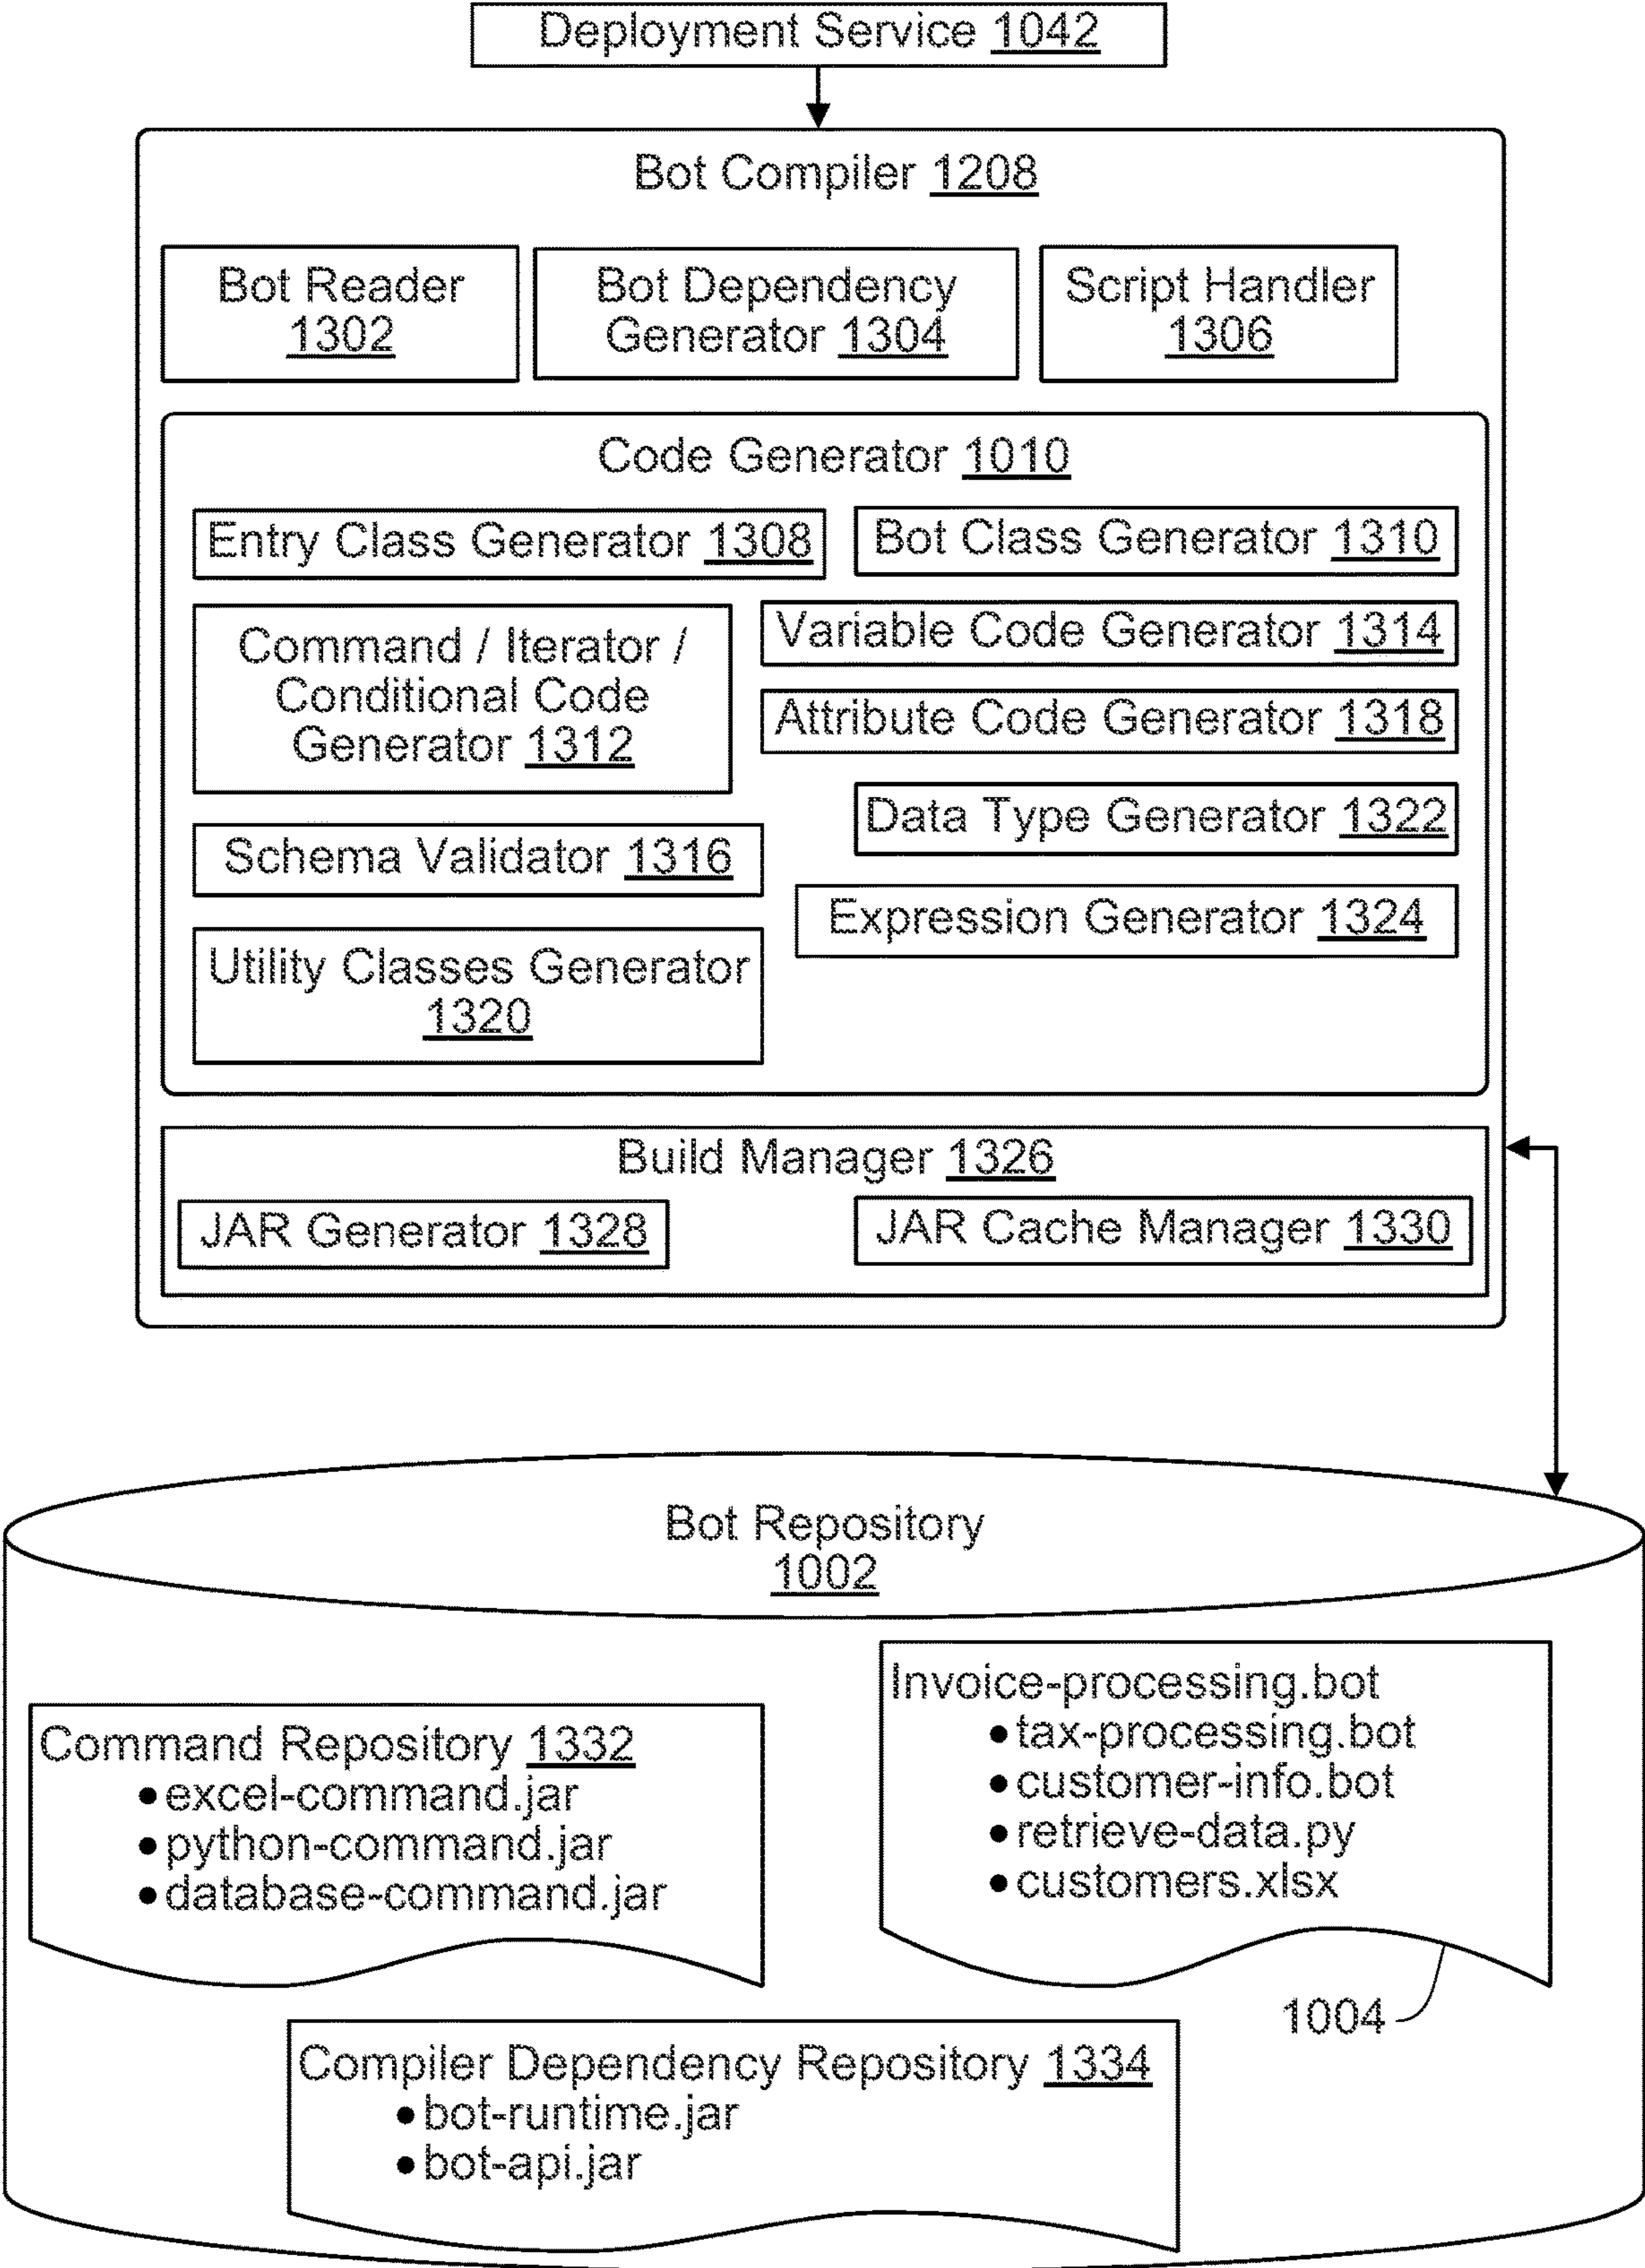 Deployment Service 1042
Bot Compiler 1208
Bot Reader
1302
Bot Dependency
Generator 1304
Script Handler
1306
Code Generator 1010
Entry Class Generator 1308
Bot Class Generator 1310
Command / Iterator /
Conditional Code
Generator 1312
Variable Code Generator 1314
Attribute Code Generator 1318
Schema Validator 1316
Data Type Generator 1322
Expression Generator 1324
Utility Classes Generator
1320
Build Manager 1326
JAR Generator 1328
JAR Cache Manager 1330
Bot Repository
1002
Command Repository 1332
• excel-command.jar
• python-command.jar
• database-command.jar
Invoice-processing.bot
• tax-processing.bot
• customer-info.bot
• retrieve-data.py
• customers.xlsx
1004
Compiler Dependency Repository 1334
• bot-runtime.jar
• bot-api.jar